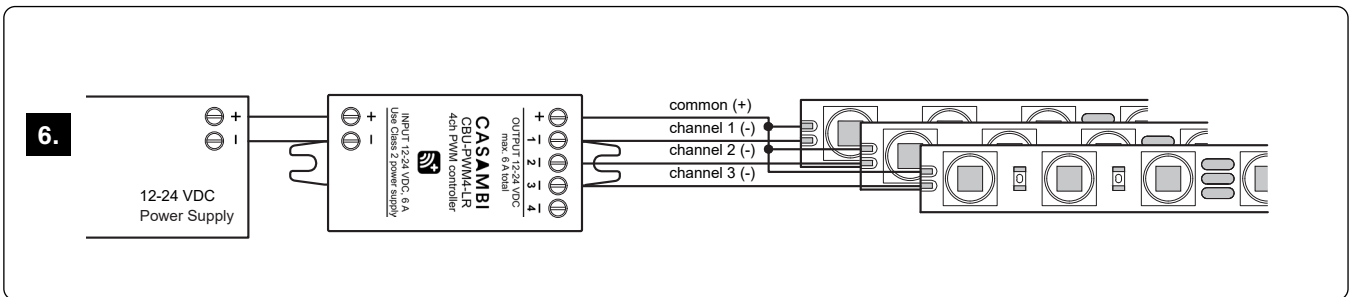 6.
12-24 VDC
Power Supply
+
−
+
−
INPUT 12-24 VDC, 6 A
Use Class 2 power supply
CASAMBI
CBU-PWM4-LR
4ch PWM controller
OUTPUT 12-24 VDC
max. 6 A total
+
1 −
2 −
3 −
4 −
common (+)
channel 1 (-)
channel 2 (-)
channel 3 (-)